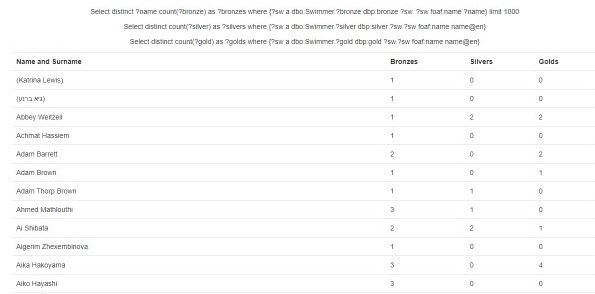 Select distinct ?name count(?bronze) as ?bronzes where {?sw a dbo:Swimmer.?bronze dbp:bronze ?sw. ?sw foaf:name ?name} limit 1000
Select distinct count(?silver) as ?silvers where {?sw a dbo:Swimmer.?silver dbp:silver ?sw.?sw foaf:name name@en}
Select distinct count(?gold) as ?golds where {?sw a dbo:Swimmer.?gold dbp:gold ?sw.?sw foaf:name name@en}
Name and Surname Bronzes Silvers Golds
(Katrina Lewis) 1 0 0
(גיא ברנע) 1 0 0
Abbey Weitzeil 1 2 2
Achmat Hassiem 1 0 0
Adam Barrett 2 0 2
Adam Brown 1 0 1
Adam Thorp Brown 1 1 0
Ahmed Mathlouthi 3 1 0
Ai Shibata 2 2 1
Aigerim Zhexembinova 1 0 0
Aika Hakoyama 3 0 4
Aiko Hayashi 3 0 0